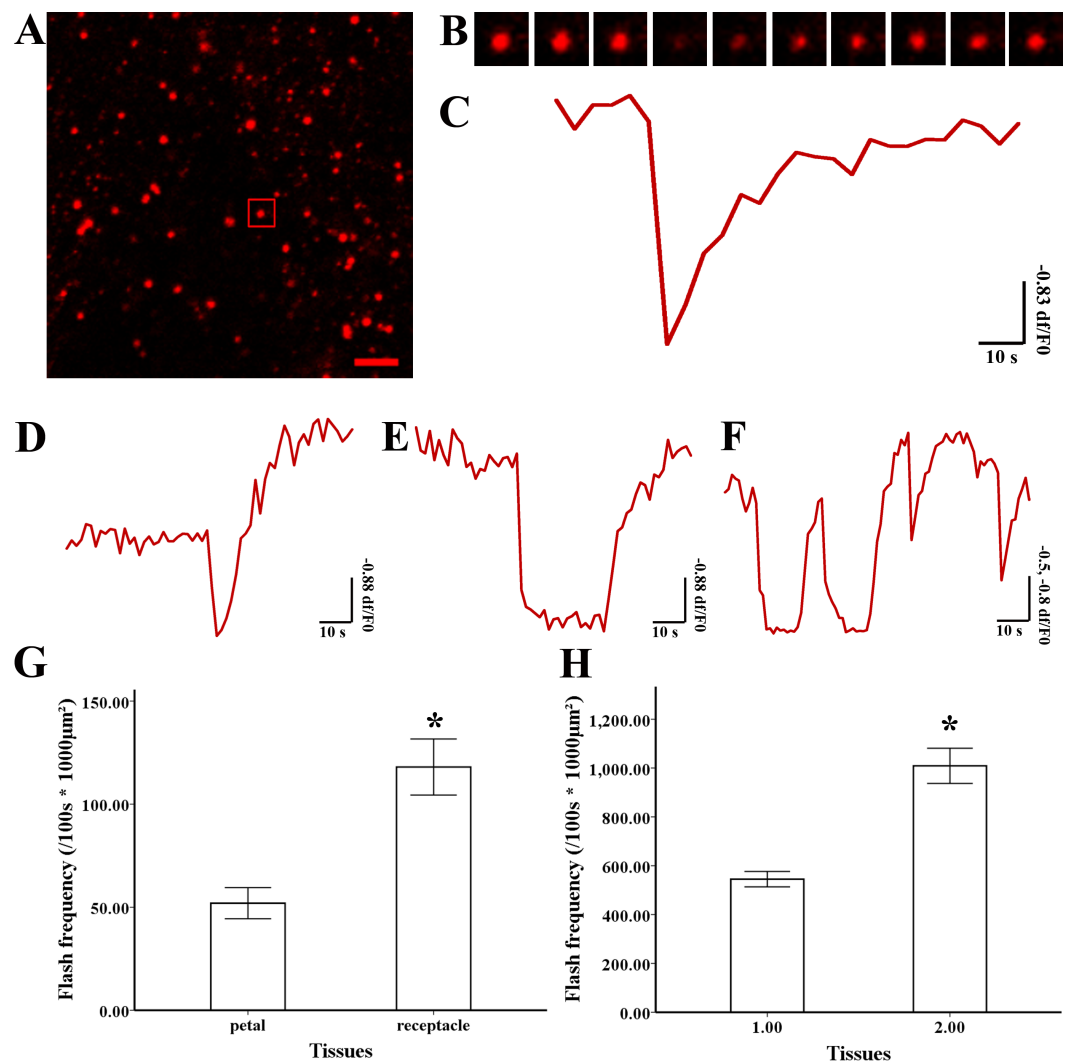 A
B
C
-0.83 df/F0
10 s
D
E
F
-0.88 df/F0
10 s
-0.88 df/F0
10 s
-0.5, -0.8 df/F0
10 s
G
Flash frequency (/100s * 1000µm²)
150.00
100.00
50.00
0.00
*
petal
receptacle
Tissues
H
Flash frequency (/100s * 1000µm²)
1,200.00
1,000.00
800.00
600.00
400.00
200.00
0.00
*
1.00
2.00
Tissues